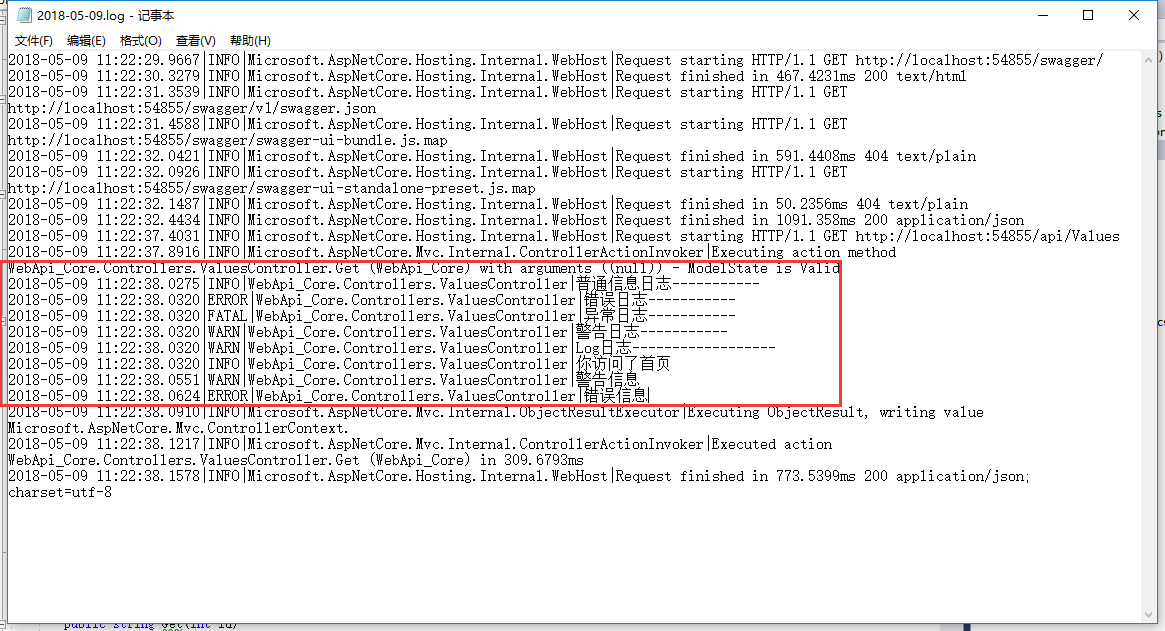 2018-05-09.log - 记事本
文件(F) 编辑(E) 格式(O) 查看(V) 帮助(H)
2018-05-09 11:22:29.9667|INFO|Microsoft.AspNetCore.Hosting.Internal.WebHost|Request starting HTTP/1.1 GET http://localhost:54855/swagger/
2018-05-09 11:22:30.3279|INFO|Microsoft.AspNetCore.Hosting.Internal.WebHost|Request finished in 467.4231ms 200 text/html
2018-05-09 11:22:31.3539|INFO|Microsoft.AspNetCore.Hosting.Internal.WebHost|Request starting HTTP/1.1 GET
http://localhost:54855/swagger/v1/swagger.json
2018-05-09 11:22:31.4588|INFO|Microsoft.AspNetCore.Hosting.Internal.WebHost|Request starting HTTP/1.1 GET
http://localhost:54855/swagger/swagger-ui-bundle.js.map
2018-05-09 11:22:32.0421|INFO|Microsoft.AspNetCore.Hosting.Internal.WebHost|Request finished in 591.4408ms 404 text/plain
2018-05-09 11:22:32.0926|INFO|Microsoft.AspNetCore.Hosting.Internal.WebHost|Request starting HTTP/1.1 GET
http://localhost:54855/swagger/swagger-ui-standalone-preset.js.map
2018-05-09 11:22:32.1487|INFO|Microsoft.AspNetCore.Hosting.Internal.WebHost|Request finished in 50.2356ms 404 text/plain
2018-05-09 11:22:32.4434|INFO|Microsoft.AspNetCore.Hosting.Internal.WebHost|Request finished in 1091.358ms 200 application/json
2018-05-09 11:22:37.4031|INFO|Microsoft.AspNetCore.Hosting.Internal.WebHost|Request starting HTTP/1.1 GET http://localhost:54855/api/Values
2018-05-09 11:22:37.8916|INFO|Microsoft.AspNetCore.Mvc.Internal.ControllerActionInvoker|Executing action method
WebApi_Core.Controllers.ValuesController.Get (WebApi_Core) with arguments ((null)) - ModelState is Valid
2018-05-09 11:22:38.0275|INFO|WebApi_Core.Controllers.ValuesController|普通信息日志-----------
2018-05-09 11:22:38.0320|ERROR|WebApi_Core.Controllers.ValuesController|错误日志-----------
2018-05-09 11:22:38.0320|FATAL|WebApi_Core.Controllers.ValuesController|异常日志-----------
2018-05-09 11:22:38.0320|WARN|WebApi_Core.Controllers.ValuesController|警告日志-----------
2018-05-09 11:22:38.0320|WARN|WebApi_Core.Controllers.ValuesController|Log日志------------------
2018-05-09 11:22:38.0320|INFO|WebApi_Core.Controllers.ValuesController|你访问了首页
2018-05-09 11:22:38.0551|WARN|WebApi_Core.Controllers.ValuesController|警告信息
2018-05-09 11:22:38.0624|ERROR|WebApi_Core.Controllers.ValuesController|错误信息
2018-05-09 11:22:38.0910|INFO|Microsoft.AspNetCore.Mvc.Internal.ObjectResultExecutor|Executing ObjectResult, writing value
Microsoft.AspNetCore.Mvc.ControllerContext.
2018-05-09 11:22:38.1217|INFO|Microsoft.AspNetCore.Mvc.Internal.ControllerActionInvoker|Executed action
WebApi_Core.Controllers.ValuesController.Get (WebApi_Core) in 309.6793ms
2018-05-09 11:22:38.1578|INFO|Microsoft.AspNetCore.Hosting.Internal.WebHost|Request finished in 773.5399ms 200 application/json;
charset=utf-8
public string Get(int id)